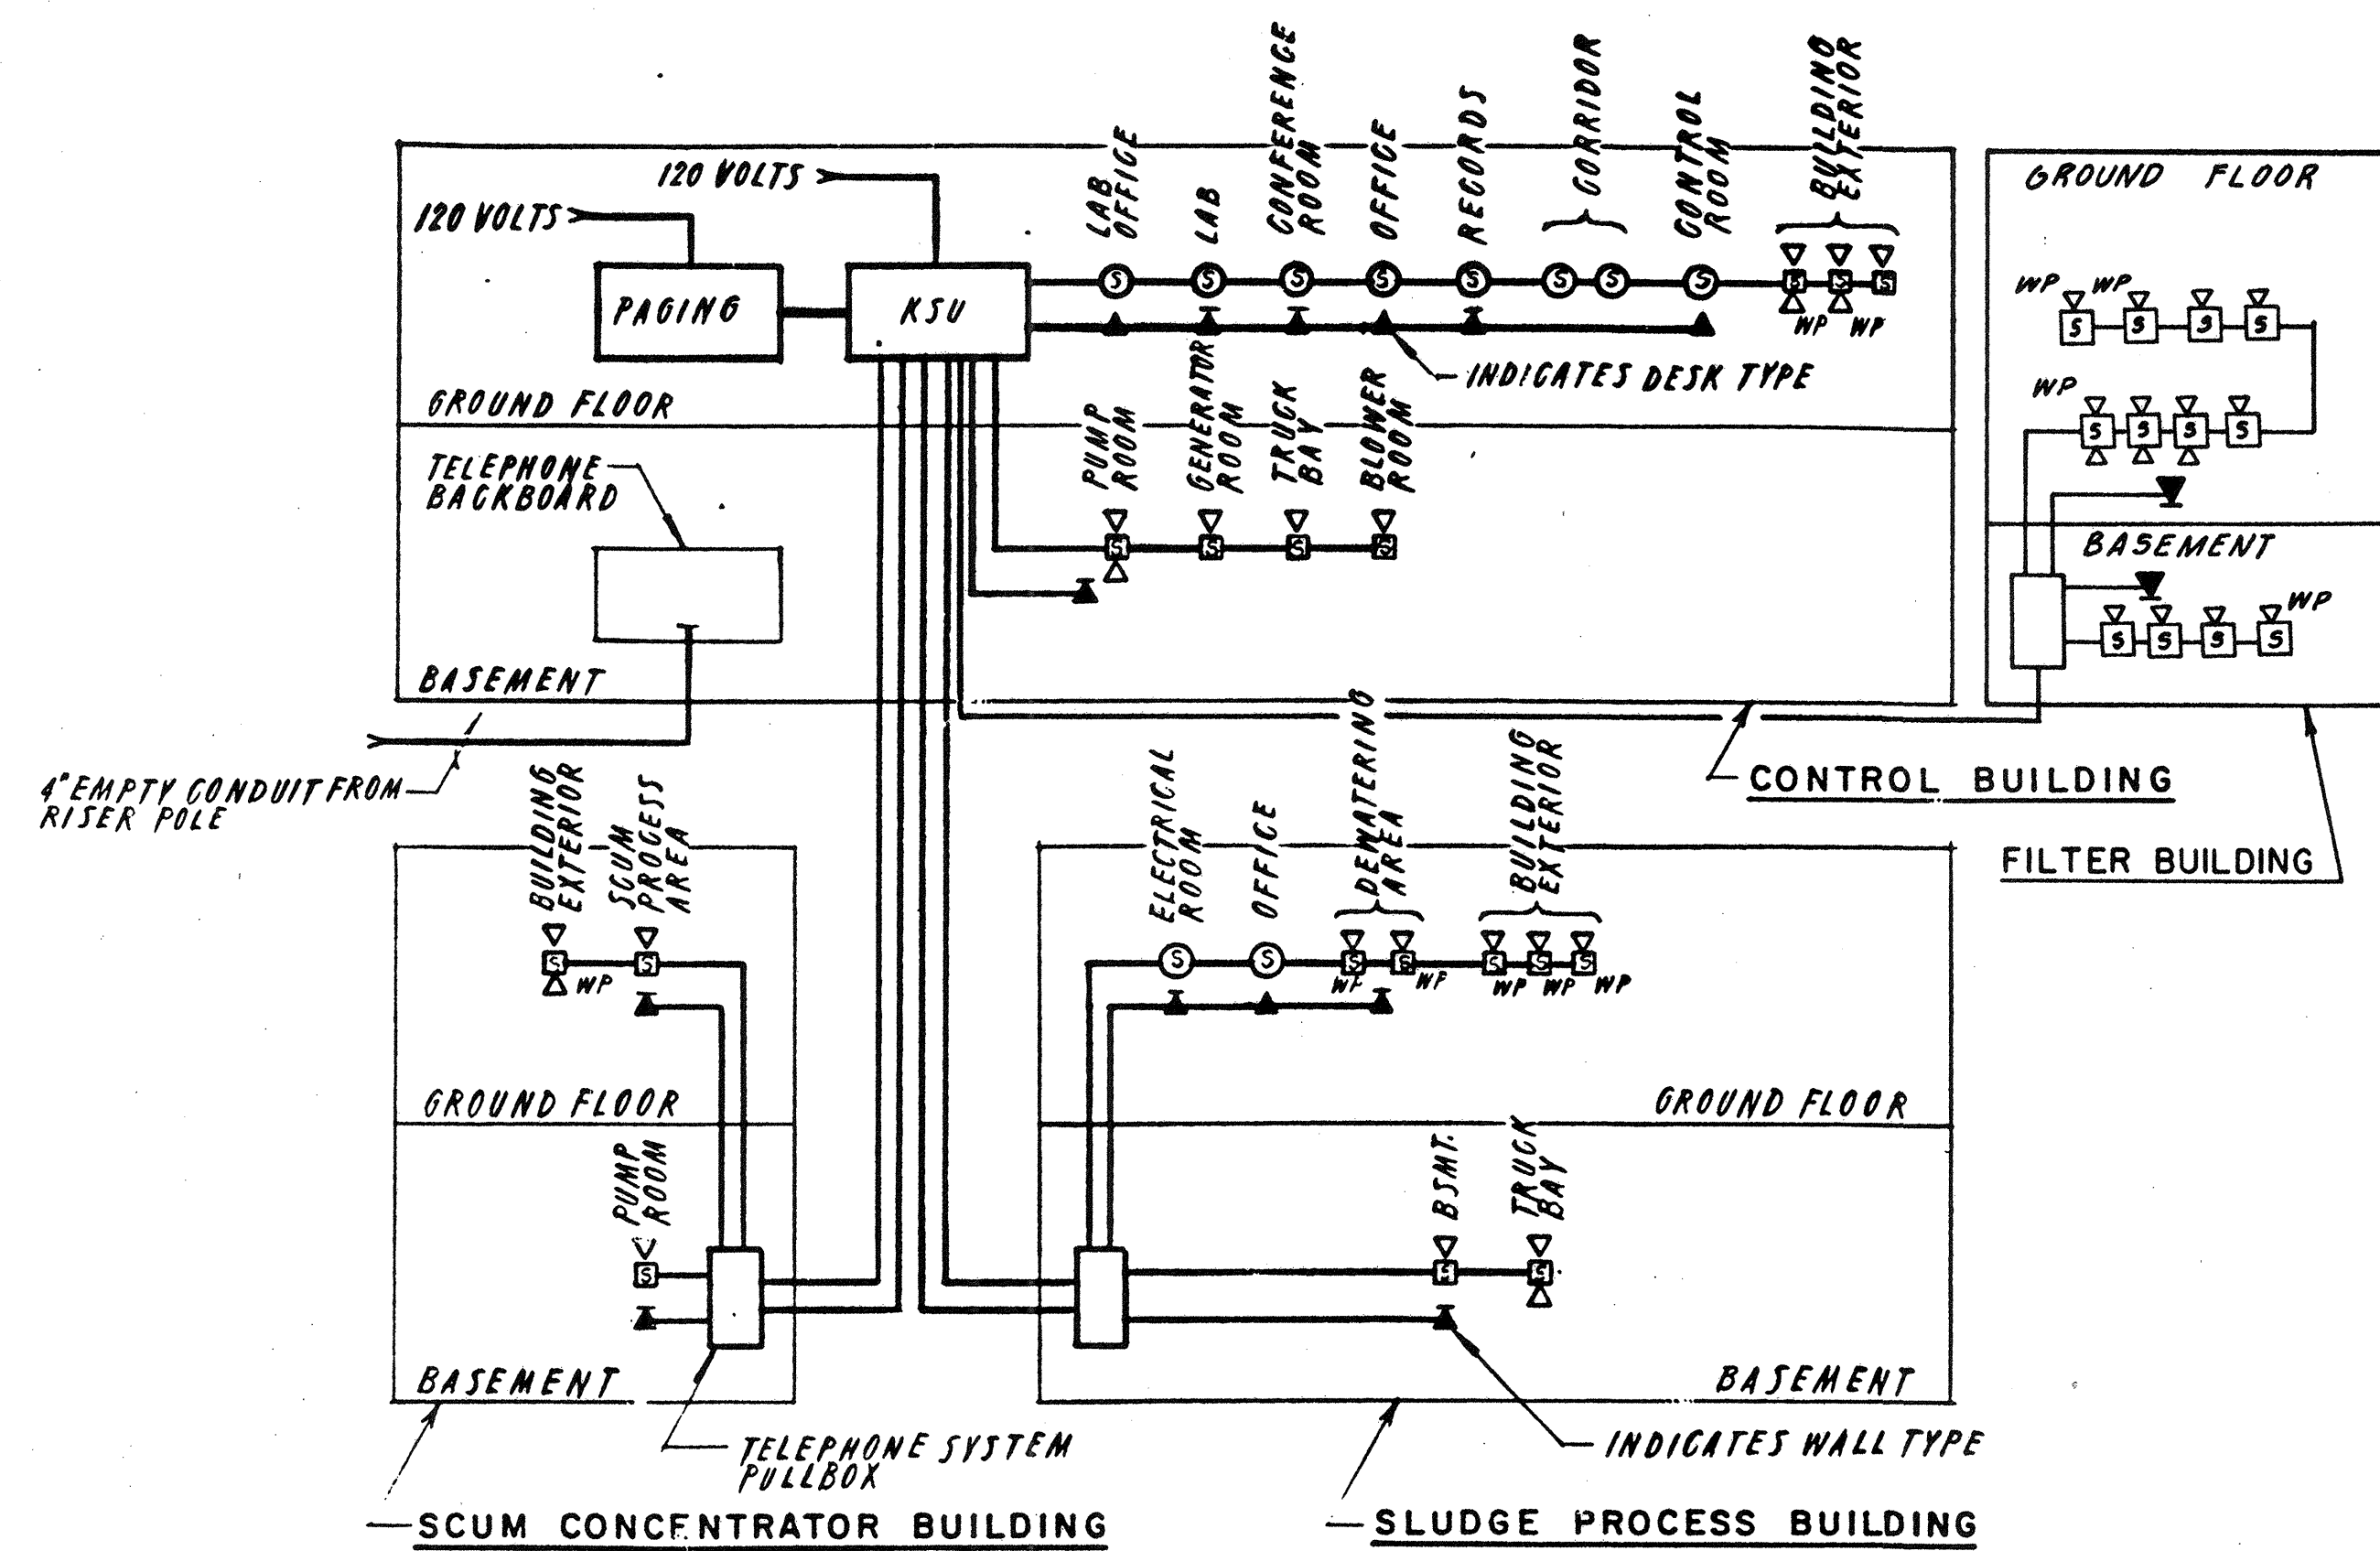 LAB
OFFICE
LAB
CONFERENCE
ROOM
OFFICE
RECORDS
CORRIDOR
CONTROL
ROOM
BUILDING
EXTERIOR
120 VOLTS
120 VOLTS
PAGING
KSU
S S S S S S S S S S S
WP WP
INDICATES DESK TYPE
GROUND FLOOR
PUMP
ROOM
GENERATOR
ROOM
TRUCK
BAY
BLOWER
ROOM
TELEPHONE
BACKBOARD
S S S S
BASEMENT
4" EMPTY CONDUIT FROM
RISER POLE
CONTROL BUILDING
GROUND FLOOR
WP WP
S S S S
WP
S S S S
BASEMENT
WP
S S S S
FILTER BUILDING
BUILDING
EXTERIOR
SCUM
PROCESS
AREA
S S
WP
GROUND FLOOR
PUMP
ROOM
S
BASEMENT
TELEPHONE SYSTEM
PULLBOX
SCUM CONCENTRATOR BUILDING
ELECTRICAL
ROOM
OFFICE
DEWATERING
AREA
BUILDING
EXTERIOR
S S S S S S S
WP WP WP WP WP
GROUND FLOOR
BSMT.
TRUCK
BAY
S S
BASEMENT
INDICATES WALL TYPE
SLUDGE PROCESS BUILDING